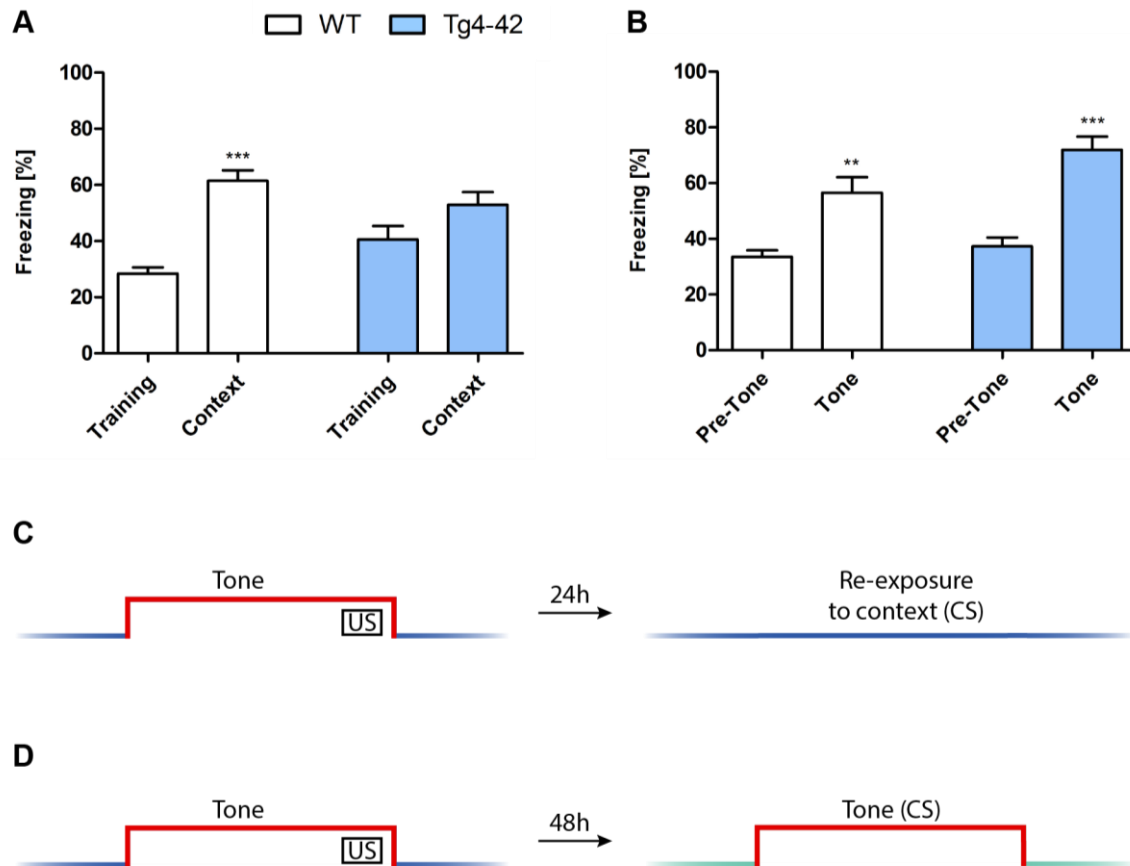 A
WT
Tg4-42
Freezing [%]
100
80
60
40
20
0
***
Training
Context
Training
Context
B
Freezing [%]
100
80
60
40
20
0
**
***
Pre-Tone
Tone
Pre-Tone
Tone
C
Tone
US
24h
Re-exposure
to context (CS)
D
Tone
US
48h
Tone (CS)